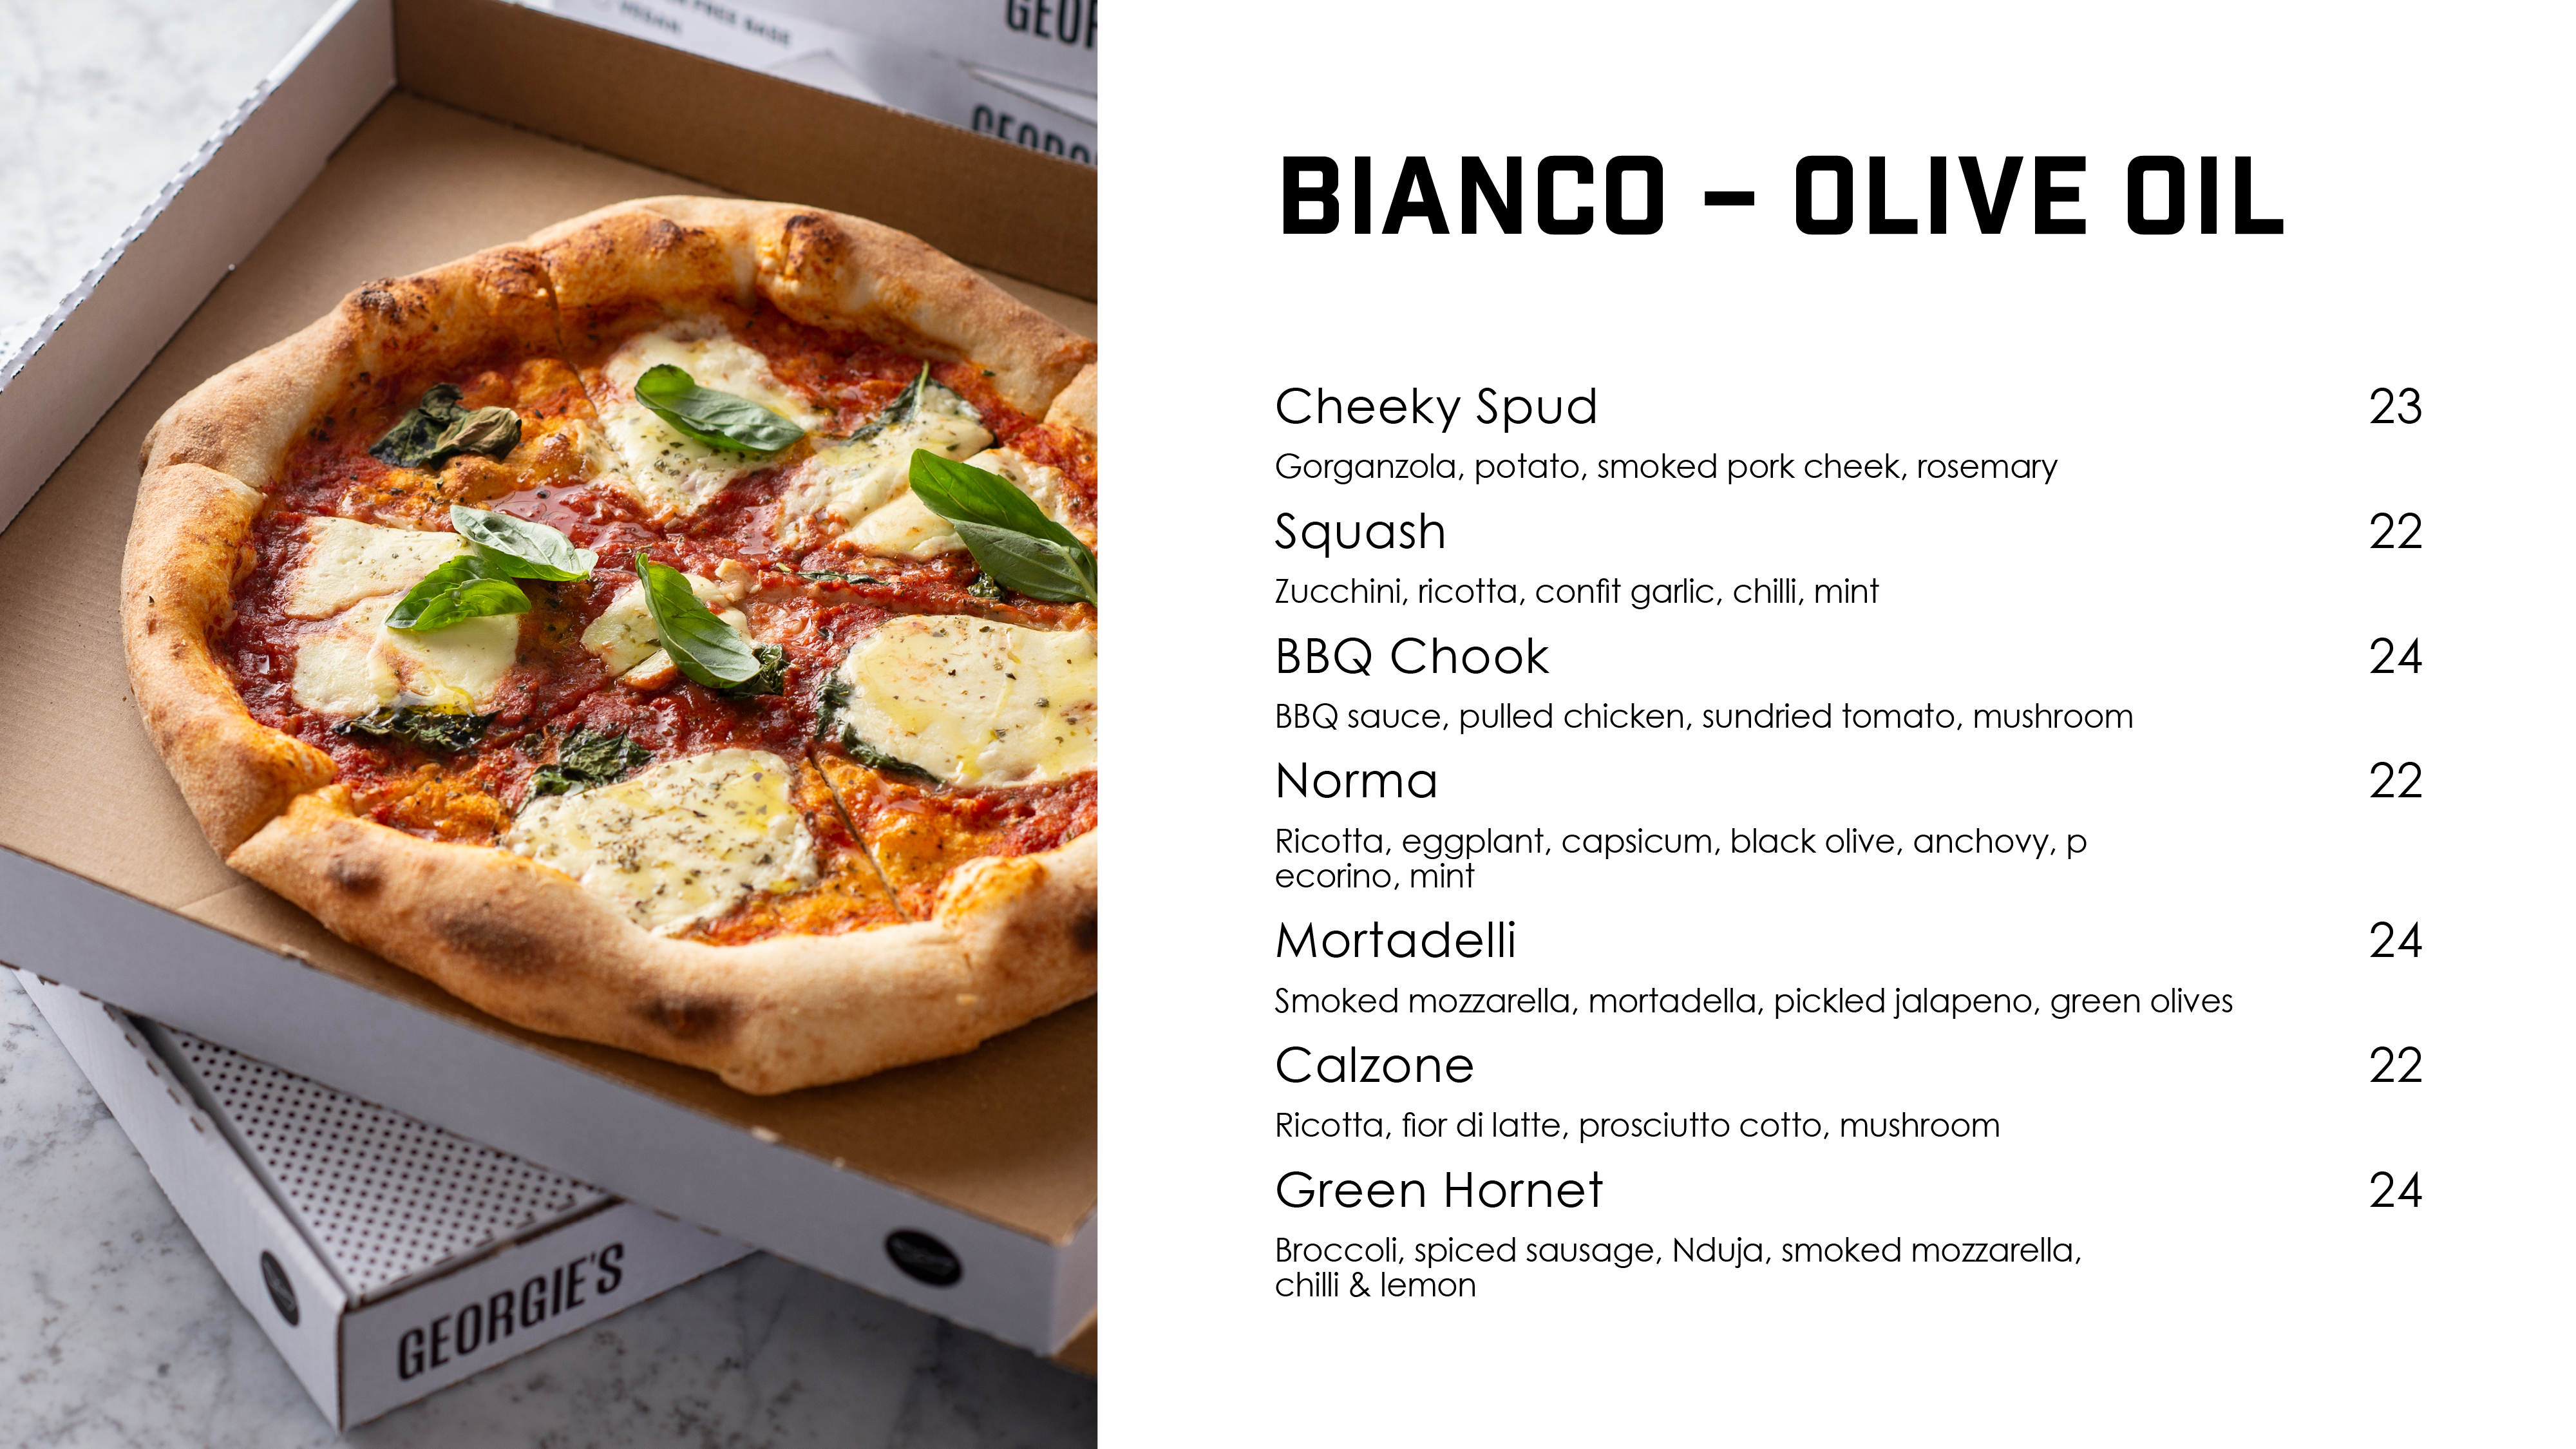 FREE BASE
VEGAN
GEORGIE'S
BIANCO – OLIVE OIL
Cheeky Spud 23
Gorganzola, potato, smoked pork cheek, rosemary
Squash 22
Zucchini, ricotta, confit garlic, chilli, mint
BBQ Chook 24
BBQ sauce, pulled chicken, sundried tomato, mushroom
Norma 22
Ricotta, eggplant, capsicum, black olive, anchovy, p
ecorino, mint
Mortadelli 24
Smoked mozzarella, mortadella, pickled jalapeno, green olives
Calzone 22
Ricotta, fior di latte, prosciutto cotto, mushroom
Green Hornet 24
Broccoli, spiced sausage, Nduja, smoked mozzarella,
chilli & lemon